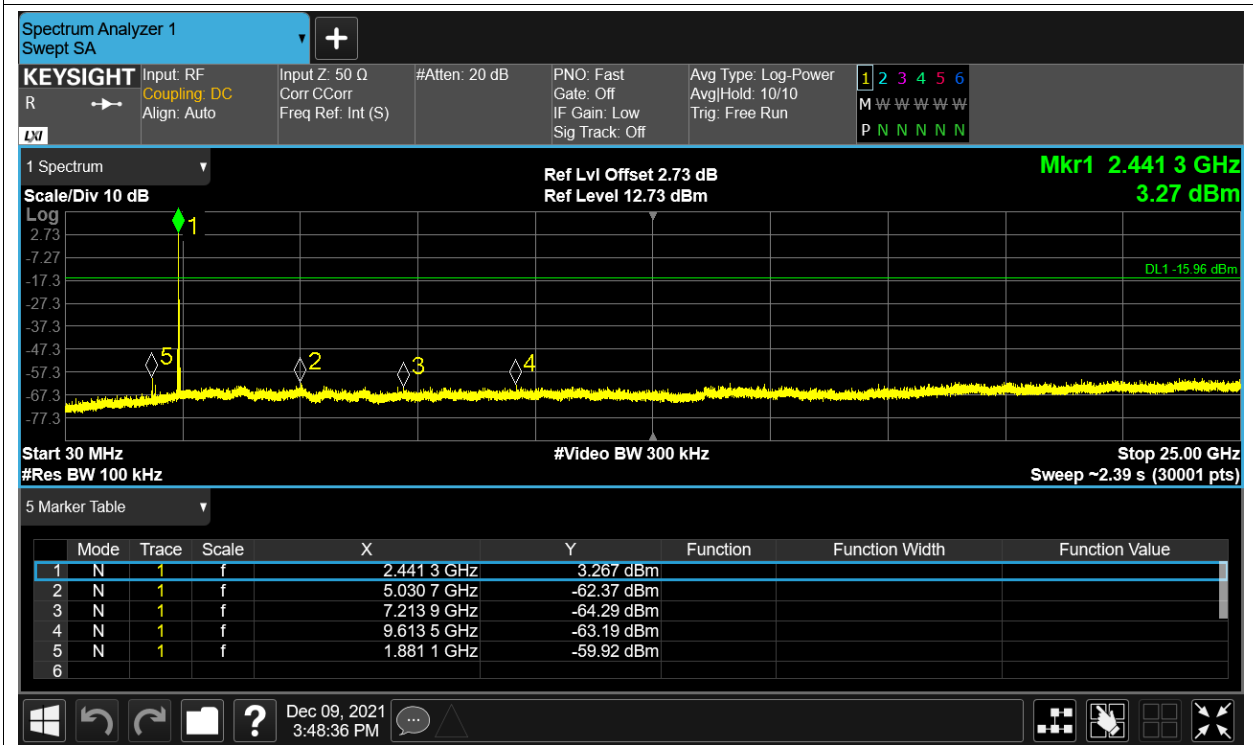 Spectrum Analyzer 1
Swept SA
KEYSIGHT Input: RF Input Z: 50 Ω #Atten: 20 dB PNO: Fast Avg Type: Log-Power 1 2 3 4 5 6
R Coupling: DC Corr CCorr Gate: Off Avg|Hold: 10/10 M W W W W W
Align: Auto Freq Ref: Int (S) IF Gain: Low Trig: Free Run
LXI Sig Track: Off P N N N N N
1 Spectrum Ref Lvl Offset 2.73 dB Mkr1 2.441 3 GHz
Scale/Div 10 dB Ref Level 12.73 dBm 3.27 dBm
Log
1
2.73
-7.27
DL1 -15.96 dBm
-17.3
-27.3
-37.3
-47.3
5 2 3 4
-57.3
-67.3
-77.3
Start 30 MHz #Video BW 300 kHz Stop 25.00 GHz
#Res BW 100 kHz Sweep ~2.39 s (30001 pts)
5 Marker Table
Mode Trace Scale X Y Function Function Width Function Value
1 N 1 f 2.441 3 GHz 3.267 dBm
2 N 1 f 5.030 7 GHz -62.37 dBm
3 N 1 f 7.213 9 GHz -64.29 dBm
4 N 1 f 9.613 5 GHz -63.19 dBm
5 N 1 f 1.881 1 GHz -59.92 dBm
6
? Dec 09, 2021
3:48:36 PM